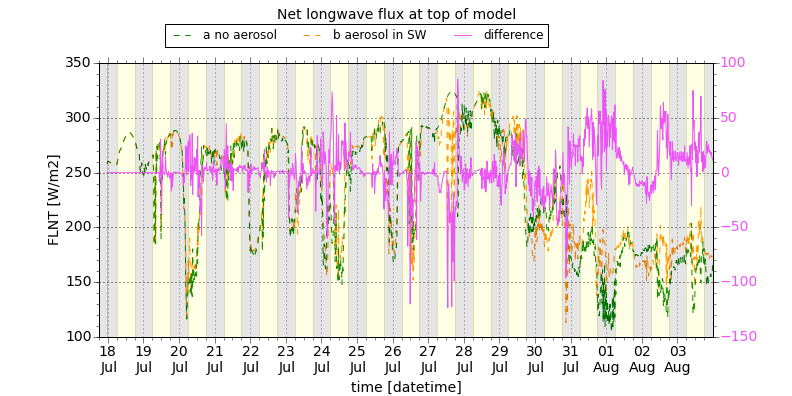 Net longwave flux at top of model
a no aerosol b aerosol in SW difference
350 100
300 50
250 0
200 −50
150 −100
100 −150
FLNT [W/m2]
18 19 20 21 22 23 24 25 26 27 28 29 30 31 01 02 03
Jul Jul Jul Jul Jul Jul Jul Jul Jul Jul Jul Jul Jul Jul Aug Aug Aug
time [datetime]